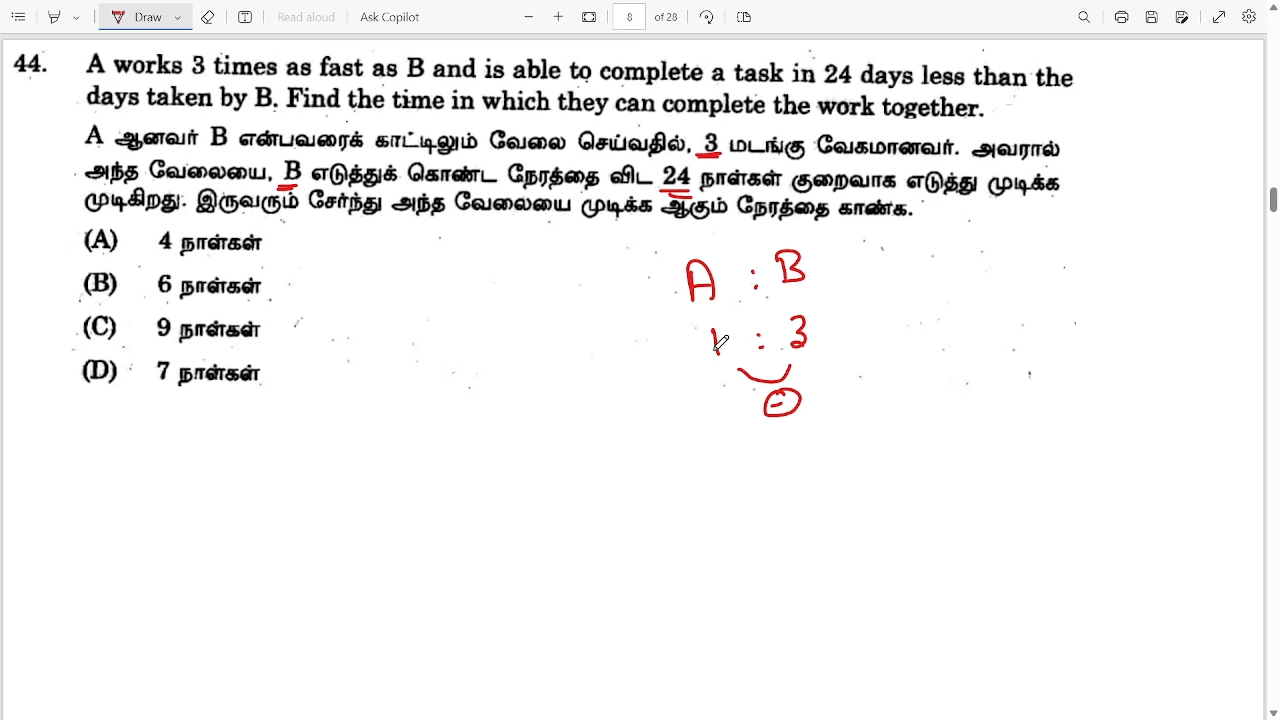 Draw
Read aloud
Ask Copilot
8 of 28
44. A works 3 times as fast as B and is able to complete a task in 24 days less than the
days taken by B. Find the time in which they can complete the work together.
A ஆனவர் B என்பவரைக் காட்டிலும் வேலை செய்வதில், 3 மடங்கு வேகமானவர். அவரால்
அந்த வேலையை, B எடுத்துக் கொண்ட நேரத்தை விட 24 நாள்கள் குறைவாக எடுத்து முடிக்க
முடிகிறது. இருவரும் சேர்ந்து அந்த வேலையை முடிக்க ஆகும் நேரத்தை காண்க.
(A) 4 நாள்கள்
(B) 6 நாள்கள்
(C) 9 நாள்கள்
(D) 7 நாள்கள்
A : B
1 : 3
-